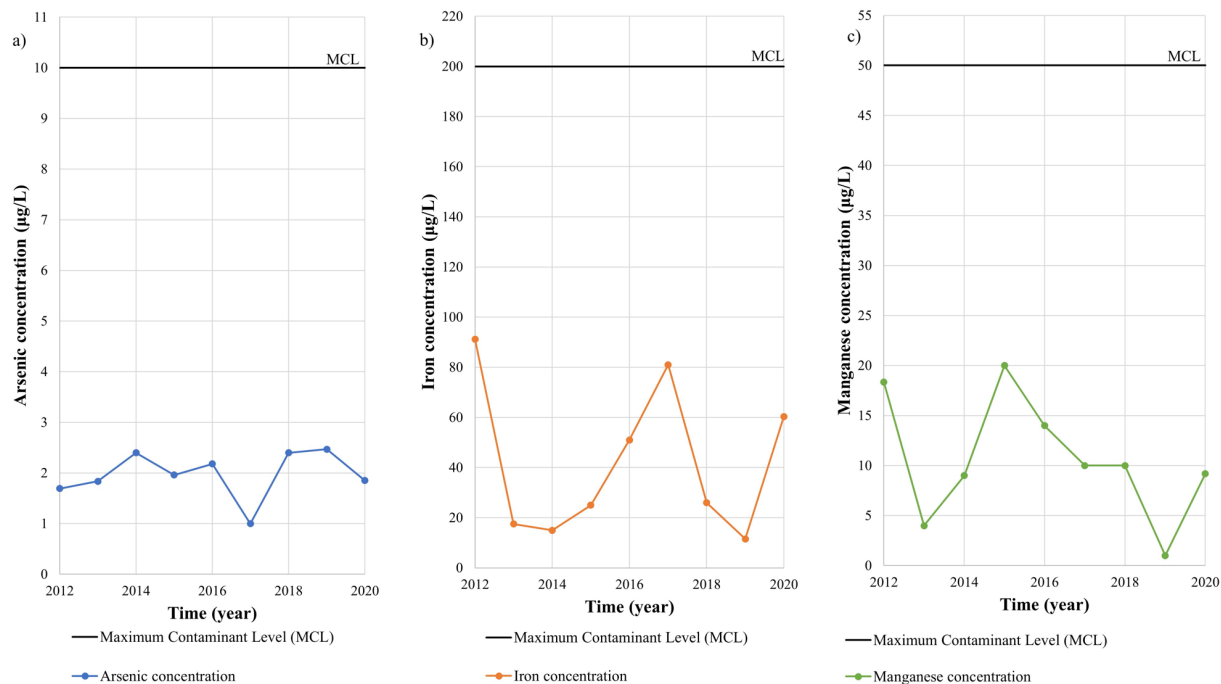 a)
11
10
9
8
7
6
5
4
3
2
1
0
Arsenic concentration (µg/L)
MCL
2012 2014 2016 2018 2020
Time (year)
Maximum Contaminant Level (MCL)
Arsenic concentration
b)
220
200
180
160
140
120
100
80
60
40
20
0
Iron concentration (µg/L)
MCL
2012 2014 2016 2018 2020
Time (year)
Maximum Contaminant Level (MCL)
Iron concentration
c)
55
50
45
40
35
30
25
20
15
10
5
0
Manganese concentration (µg/L)
MCL
2012 2014 2016 2018 2020
Time (year)
Maximum Contaminant Level (MCL)
Manganese concentration